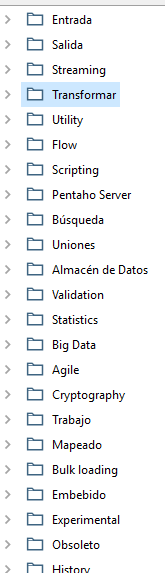 Entrada
Salida
Streaming
Transformar
Utility
Flow
Scripting
Pentaho Server
Búsqueda
Uniones
Almacén de Datos
Validation
Statistics
Big Data
Agile
Cryptography
Trabajo
Mapeado
Bulk loading
Embebido
Experimental
Obsoleto
History